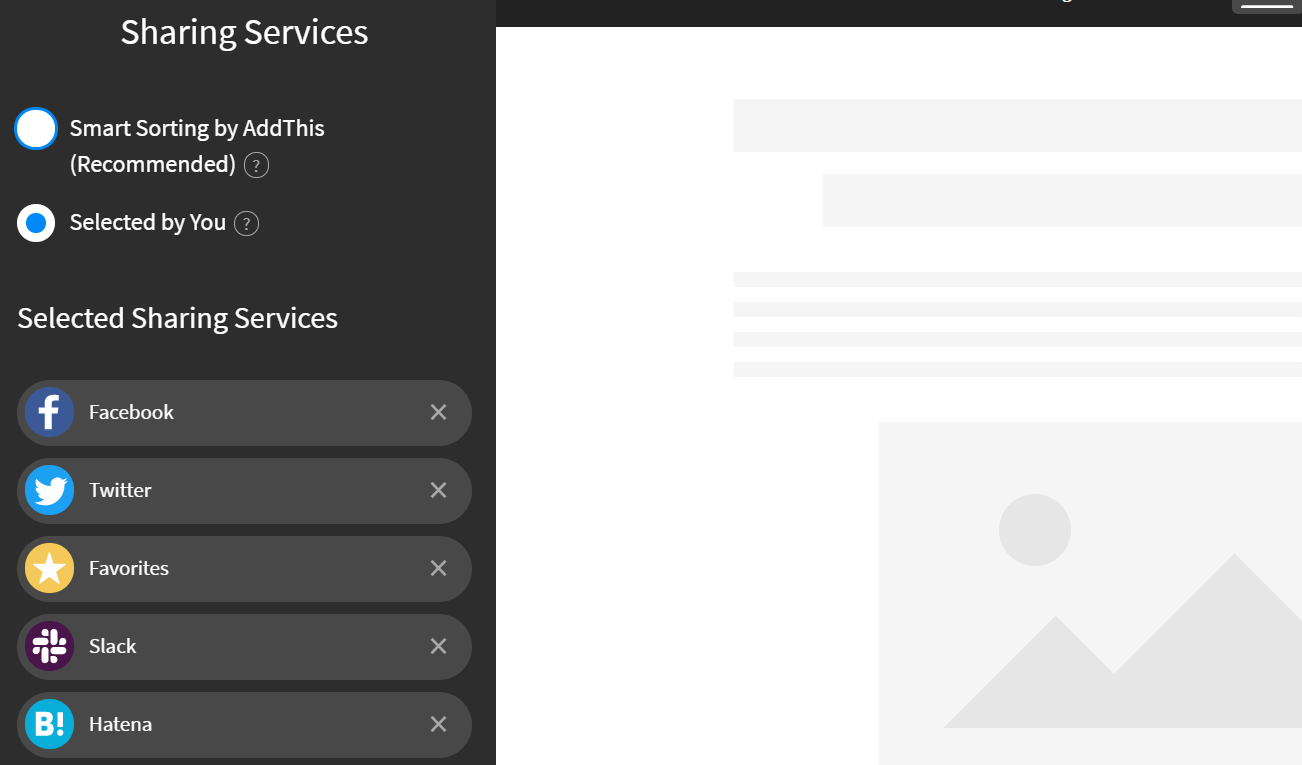 Sharing Services
Smart Sorting by AddThis
(Recommended) ?
Selected by You ?
Selected Sharing Services
Facebook
Twitter
Favorites
Slack
B! Hatena